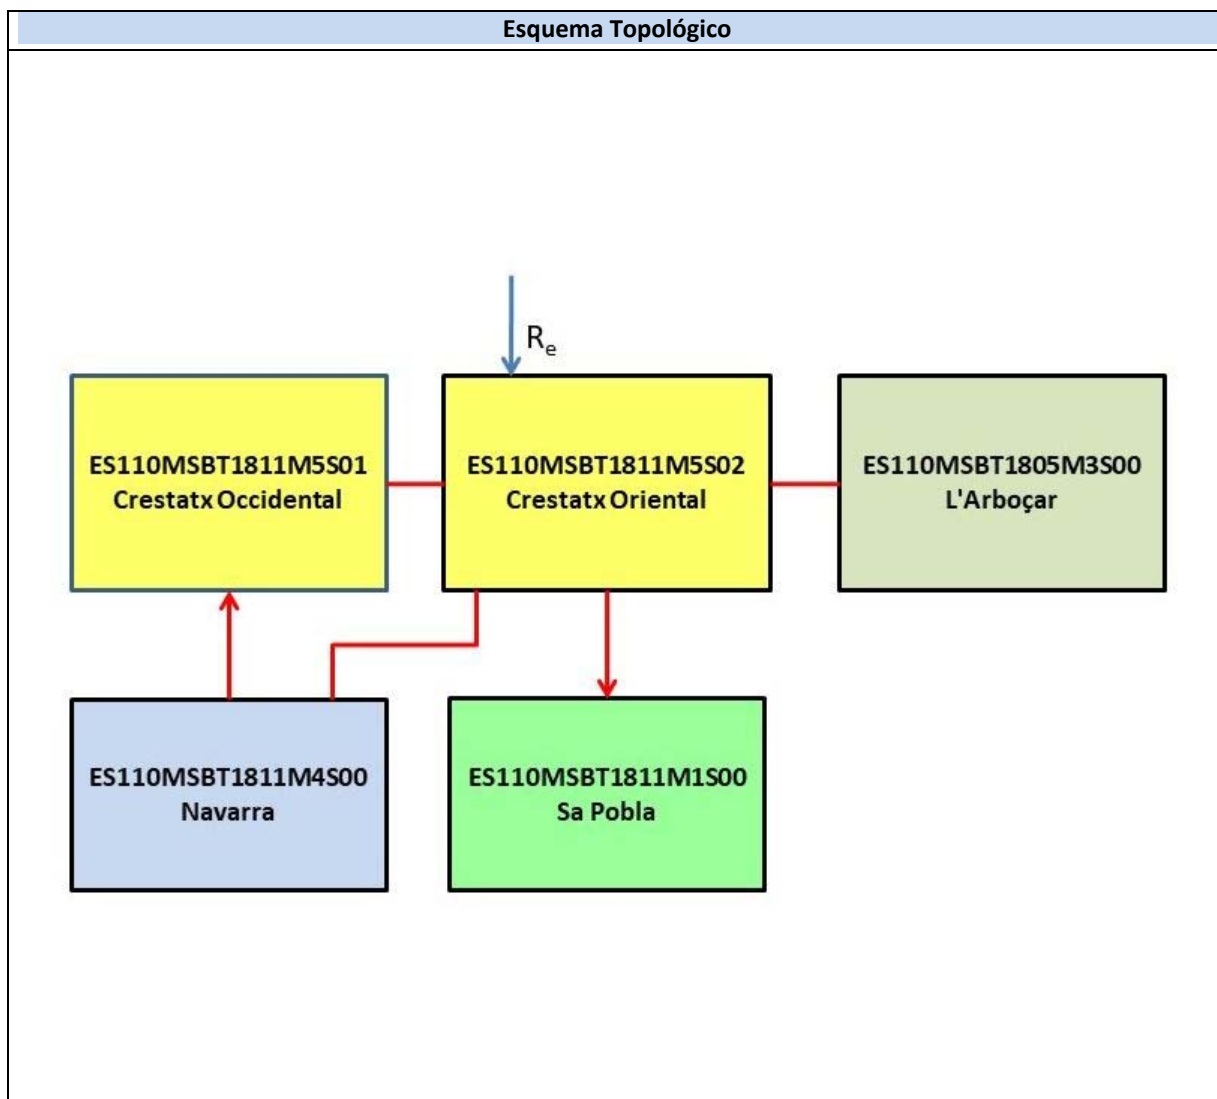 Esquema Topológico
Re
ES110MSBT1811M5S01
Crestatx Occidental
ES110MSBT1811M5S02
Crestatx Oriental
ES110MSBT1805M3S00
L'Arboçar
ES110MSBT1811M4S00
Navarra
ES110MSBT1811M1S00
Sa Pobla